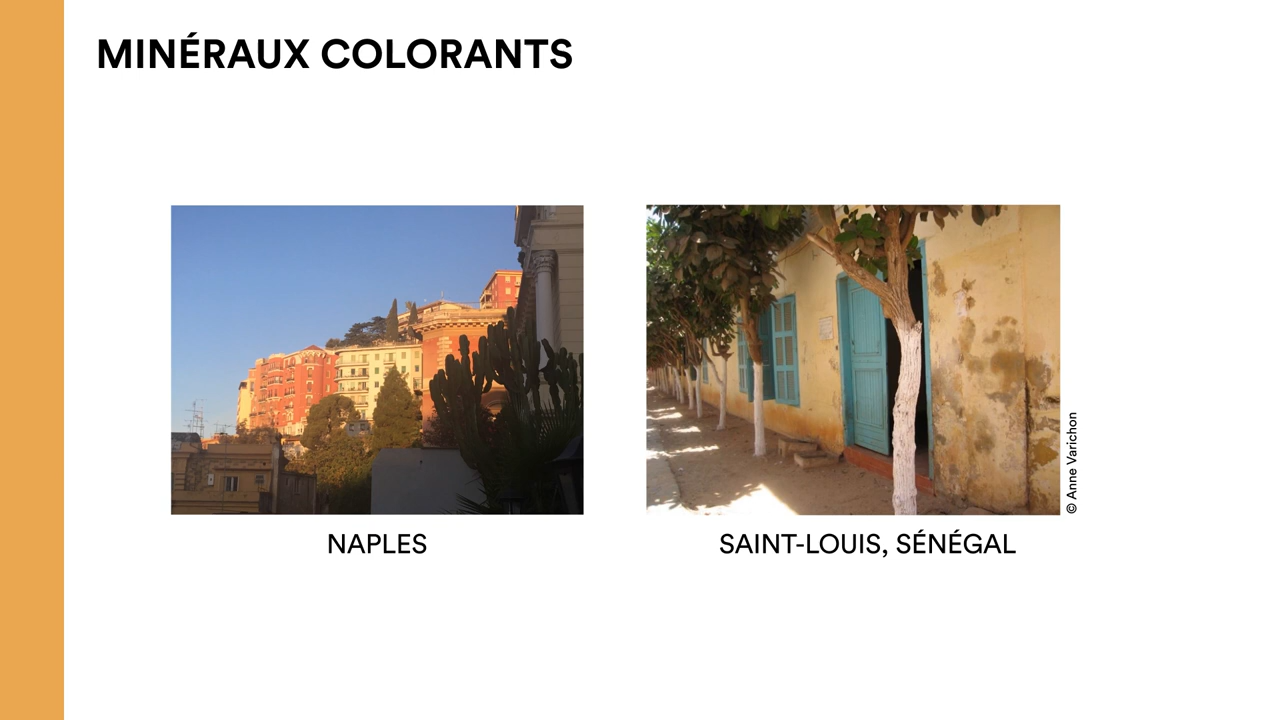 MINÉRAUX COLORANTS
© Anne Varichon
NAPLES
SAINT-LOUIS, SÉNÉGAL